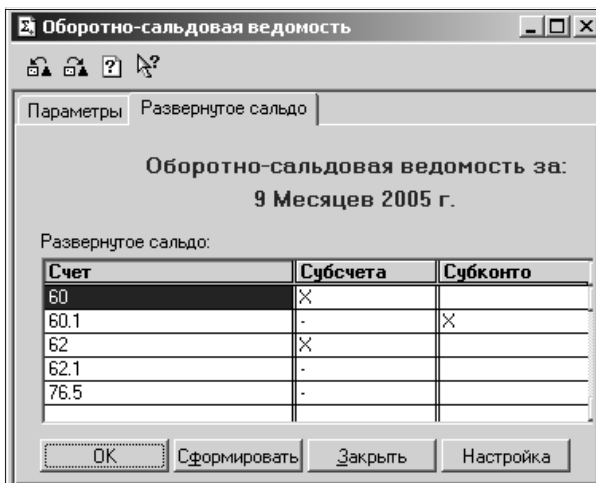 Оборотно-сальдовая ведомость
Параметры Развернутое сальдо
Оборотно-сальдовая ведомость за:
9 Месяцев 2005 г.
Развернутое сальдо:
Счет Субсчета Субконто
60 X
60.1 - X
62 X
62.1 -
76.5 -
OK Сформировать Закрыть Настройка